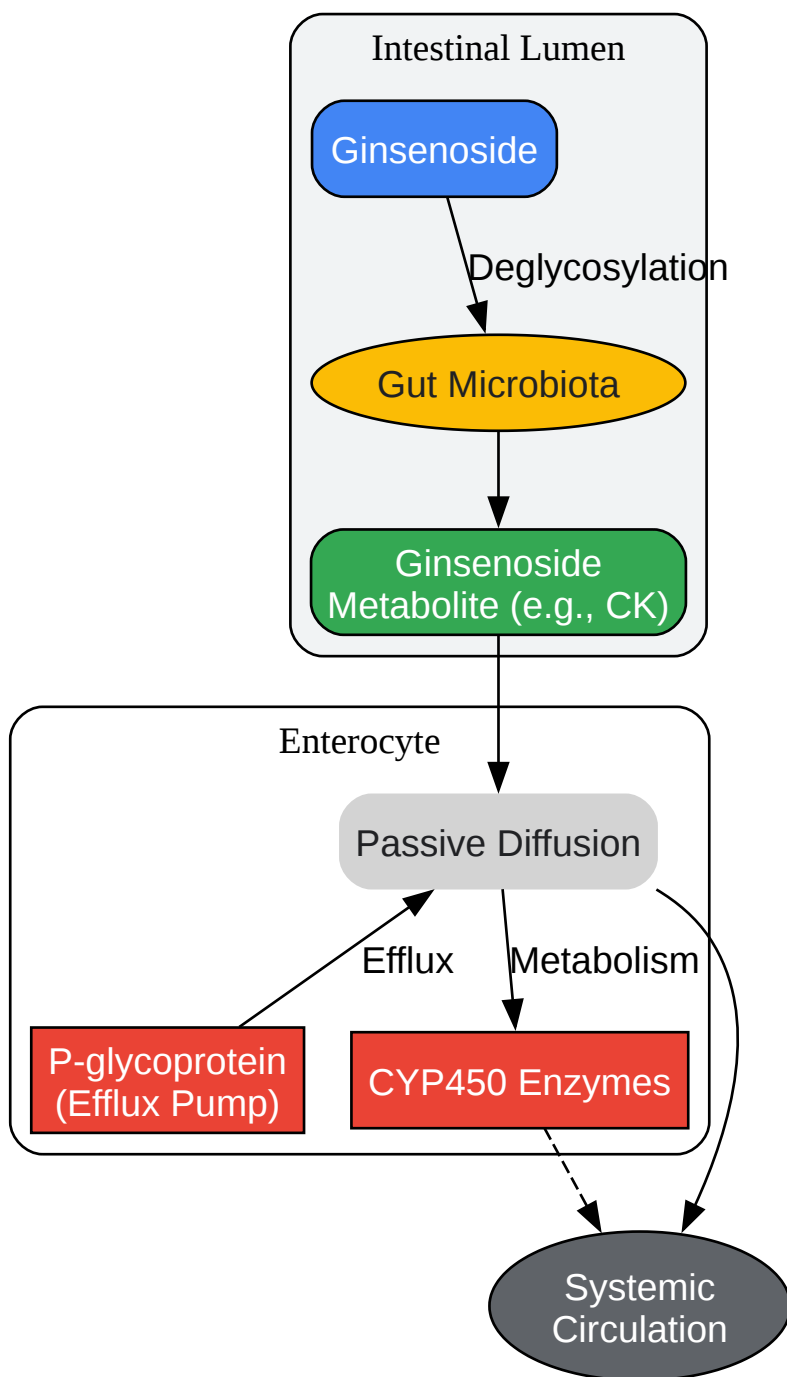 Intestinal Lumen
Ginsenoside
Deglycosylation
Gut Microbiota
Ginsenoside
Metabolite (e.g., CK)
Enterocyte
Passive Diffusion
Efflux
Metabolism
P-glycoprotein
(Efflux Pump)
CYP450 Enzymes
Systemic
Circulation